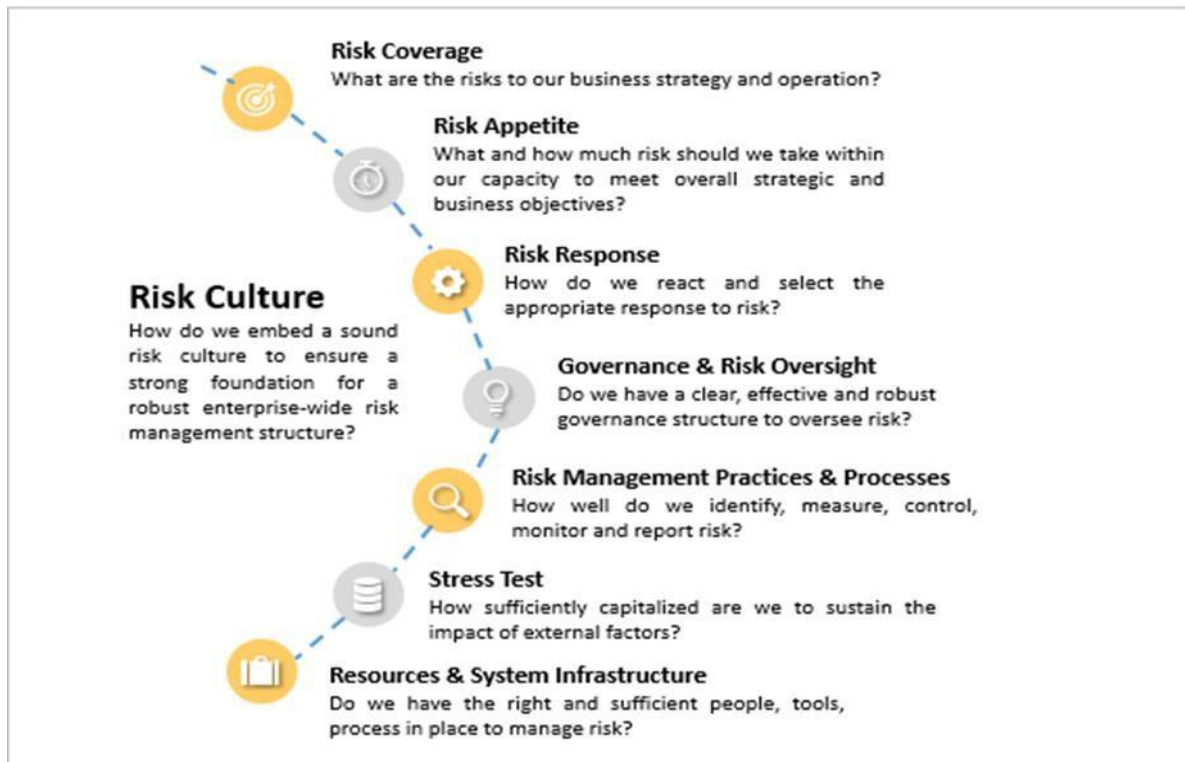 Risk Coverage
What are the risks to our business strategy and operation?
Risk Appetite
What and how much risk should we take within
our capacity to meet overall strategic and
business objectives?
Risk Response
How do we react and select the
appropriate response to risk?
Risk Culture
How do we embed a sound
risk culture to ensure a
strong foundation for a
robust enterprise-wide risk
management structure?
Governance & Risk Oversight
Do we have a clear, effective and robust
governance structure to oversee risk?
Risk Management Practices & Processes
How well do we identify, measure, control,
monitor and report risk?
Stress Test
How sufficiently capitalized are we to sustain the
impact of external factors?
Resources & System Infrastructure
Do we have the right and sufficient people, tools,
process in place to manage risk?